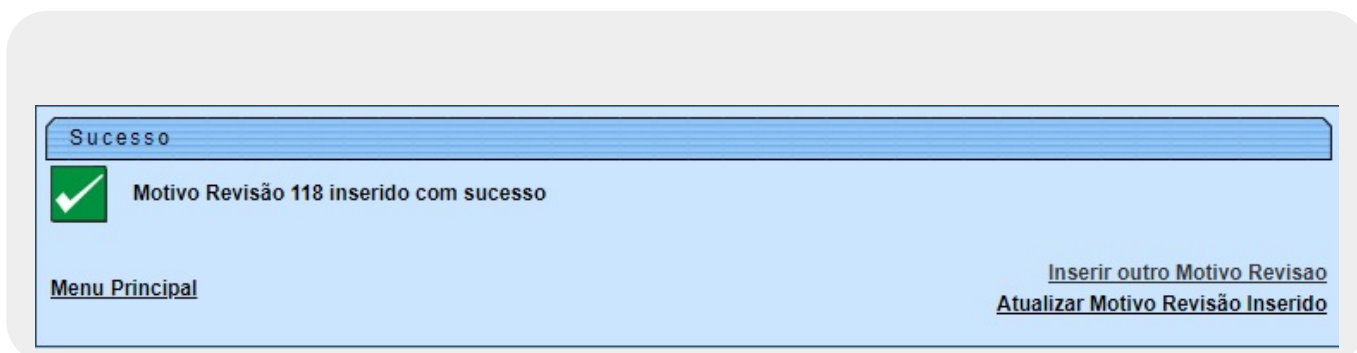 Sucesso
Motivo Revisão 118 inserido com sucesso
Inserir outro Motivo Revisao
Menu Principal
Atualizar Motivo Revisão Inserido